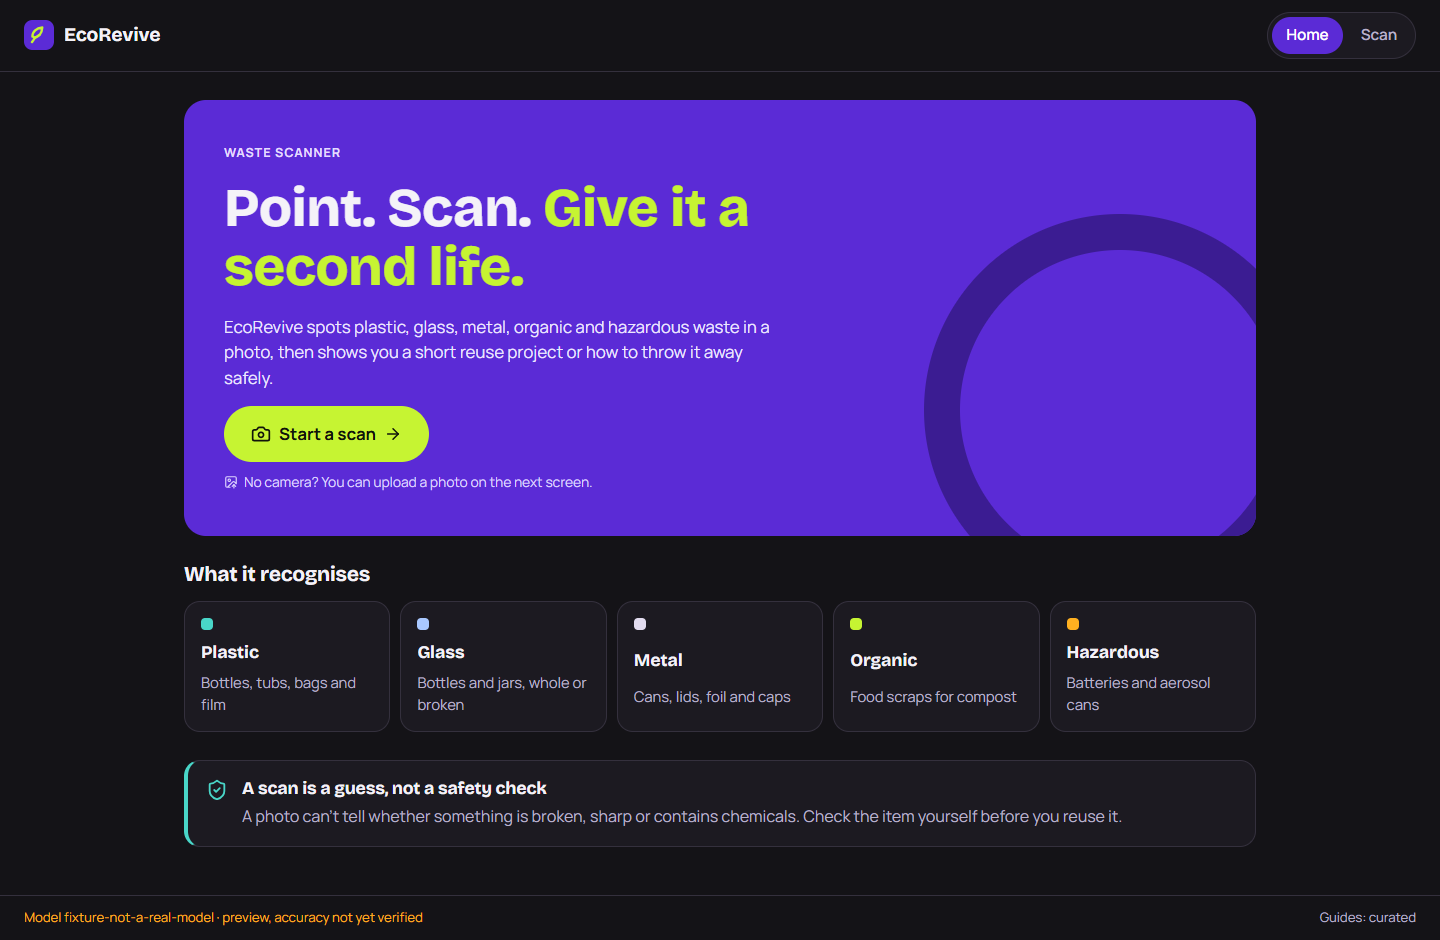 EcoRevive
Home
Scan
WASTE SCANNER
Point. Scan. Give it a
second life.
EcoRevive spots plastic, glass, metal, organic and hazardous waste in a
photo, then shows you a short reuse project or how to throw it away
safely.
Start a scan
No camera? You can upload a photo on the next screen.
What it recognises
Plastic
Bottles, tubs, bags and
film
Glass
Bottles and jars, whole or
broken
Metal
Cans, lids, foil and caps
Organic
Food scraps for compost
Hazardous
Batteries and aerosol
cans
A scan is a guess, not a safety check
A photo can't tell whether something is broken, sharp or contains chemicals. Check the item yourself before you reuse it.
Model fixture-not-a-real-model · preview, accuracy not yet verified
Guides: curated